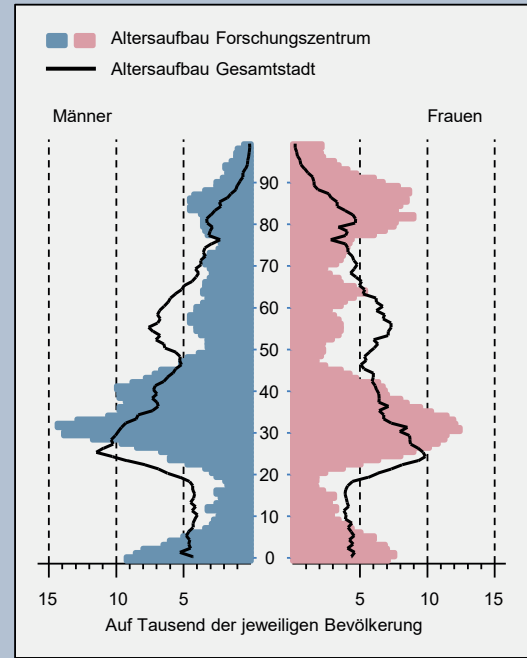 Altersaufbau Forschungszentrum
Altersaufbau Gesamtstadt
Männer Frauen
90
80
70
60
50
40
30
20
10
0
15 10 5 5 10 15
Auf Tausend der jeweiligen Bevölkerung